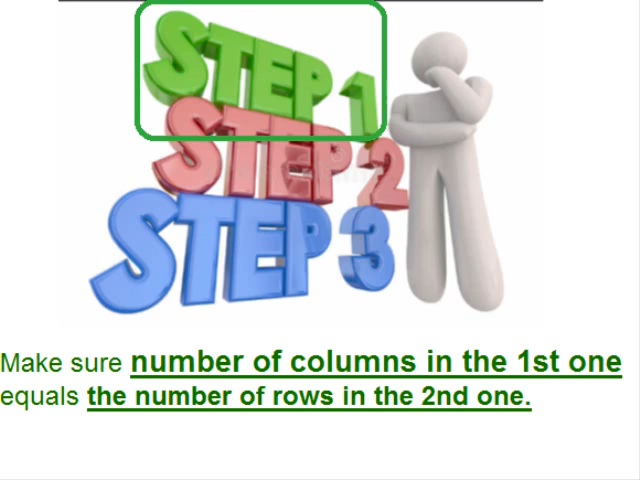 STEP 1
STEP 2
STEP 3
Make sure number of columns in the 1st one
equals the number of rows in the 2nd one.